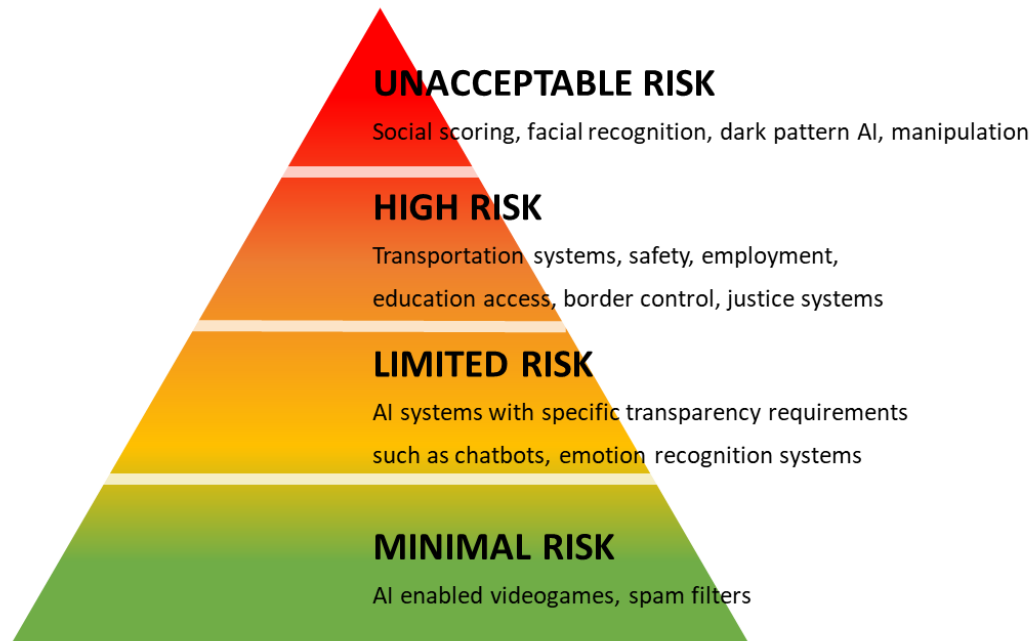 UNACCEPTABLE RISK
Social scoring, facial recognition, dark pattern AI, manipulation
HIGH RISK
Transportation systems, safety, employment,
education access, border control, justice systems
LIMITED RISK
AI systems with specific transparency requirements
such as chatbots, emotion recognition systems
MINIMAL RISK
AI enabled videogames, spam filters